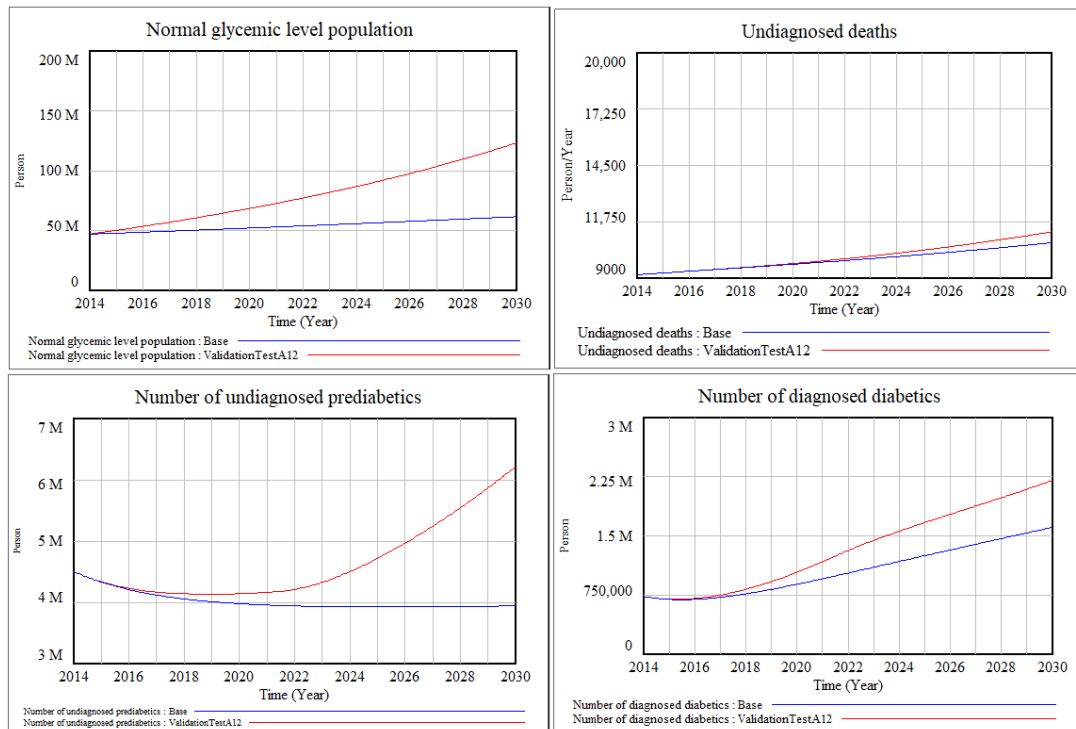 Normal glycemic level population
200 M
150 M
100 M
50 M
0
Person
2014 2016 2018 2020 2022 2024 2026 2028 2030
Time (Year)
Normal glycemic level population : Base
Normal glycemic level population : ValidationTestA12
Undiagnosed deaths
20,000
17,250
14,500
11,750
9000
Person/Year
2014 2016 2018 2020 2022 2024 2026 2028 2030
Time (Year)
Undiagnosed deaths : Base
Undiagnosed deaths : ValidationTestA12
Number of undiagnosed prediabetics
7 M
6 M
5 M
4 M
3 M
Person
2014 2016 2018 2020 2022 2024 2026 2028 2030
Time (Year)
Number of undiagnosed prediabetics : Base
Number of undiagnosed prediabetics : ValidationTestA12
Number of diagnosed diabetics
3 M
2.25 M
1.5 M
750,000
0
Person
2014 2016 2018 2020 2022 2024 2026 2028 2030
Time (Year)
Number of diagnosed diabetics : Base
Number of diagnosed diabetics : ValidationTestA12